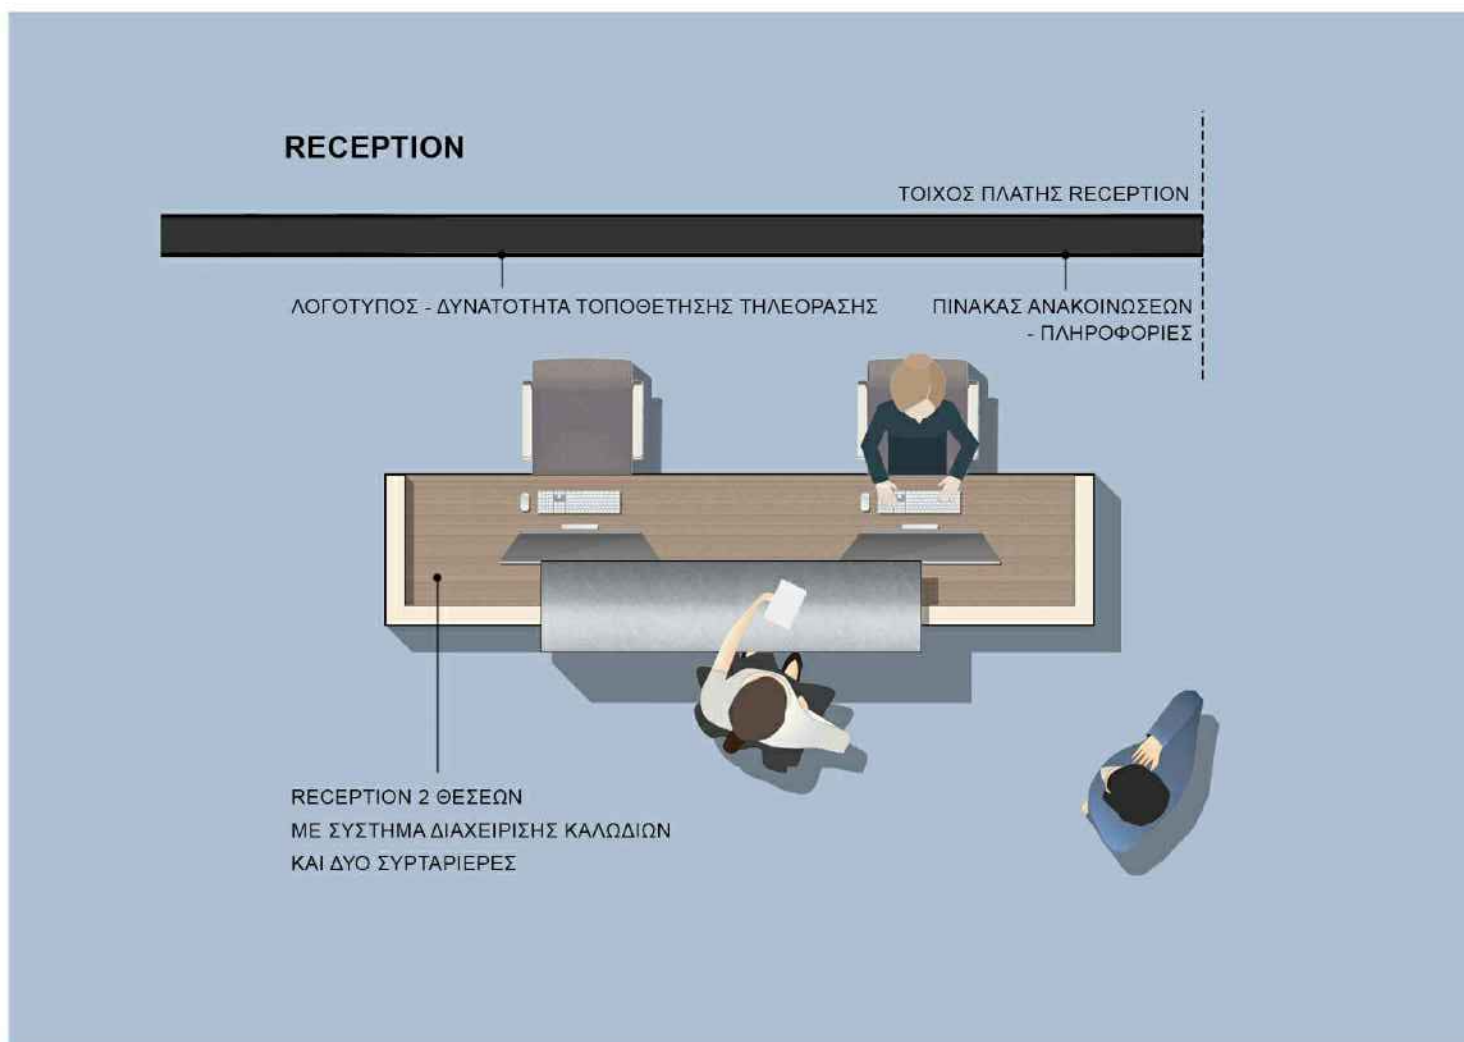 RECEPTION
ΤΟΙΧΟΣ ΠΛΑΤΗΣ RECEPTION
ΛΟΓΟΤΥΠΟΣ - ΔΥΝΑΤΟΤΗΤΑ ΤΟΠΟΘΕΤΗΣΗΣ ΤΗΛΕΟΡΑΣΗΣ
ΠΙΝΑΚΑΣ ΑΝΑΚΟΙΝΩΣΕΩΝ
- ΠΛΗΡΟΦΟΡΙΕΣ
RECEPTION 2 ΘΕΣΕΩΝ
ΜΕ ΣΥΣΤΗΜΑ ΔΙΑΧΕΙΡΙΣΗΣ ΚΑΛΩΔΙΩΝ
ΚΑΙ ΔΥΟ ΣΥΡΤΑΡΙΕΡΕΣ